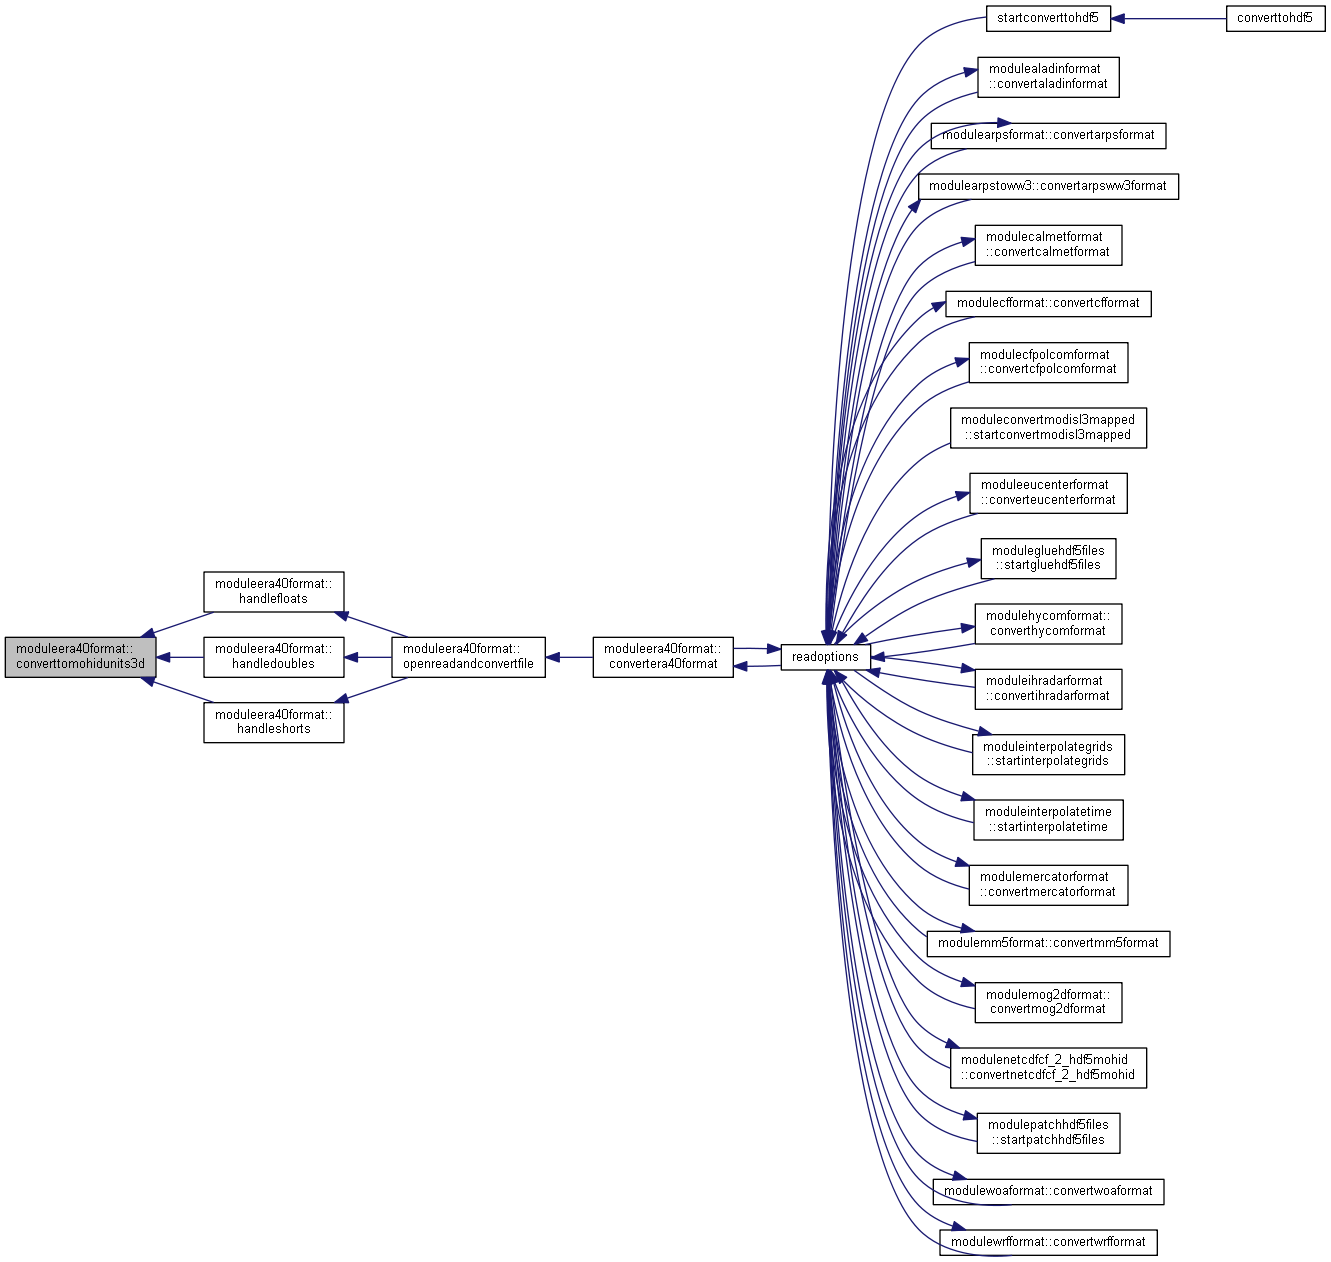 startconverttohdf5
converttohdf5
modulealadinformat
::convertaladinformat
modulearpsformat::convertarpsformat
modulearpstoww3::convertarpsww3format
modulecalmetformat
::convertcalmetformat
modulecfformat::convertcfformat
modulecfpolcomformat
::convertcfpolcomformat
moduleconvertmodisl3mapped
::startconvertmodisl3mapped
moduleeucenterformat
::converteucenterformat
modulegluehdf5files
::startgluehdf5files
modulehycomformat::
converthycomformat
moduleihradarformat
::convertihradarformat
moduleinterpolategrids
::startinterpolategrids
moduleinterpolatetime
::startinterpolatetime
modulemercatorformat
::convertmercatorformat
modulemm5format::convertmm5format
modulemog2dformat::
convertmog2dformat
modulenetcdfcf_2_hdf5mohid
::convertnetcdfcf_2_hdf5mohid
modulepatchhdf5files
::startpatchhdf5files
modulewoaformat::convertwoaformat
modulewrfformat::convertwrfformat
readoptions
moduleera40format::
convertera40format
moduleera40format::
openreadandconvertfile
moduleera40format::
handlefloats
moduleera40format::
handledoubles
moduleera40format::
handleshorts
moduleera40format::
converttomohidunits3d